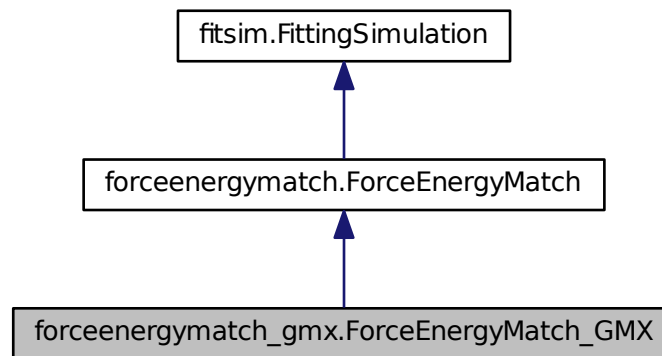 fitsim.FittingSimulation
forceenergymatch.ForceEnergyMatch
forceenergymatch_gmx.ForceEnergyMatch_GMX